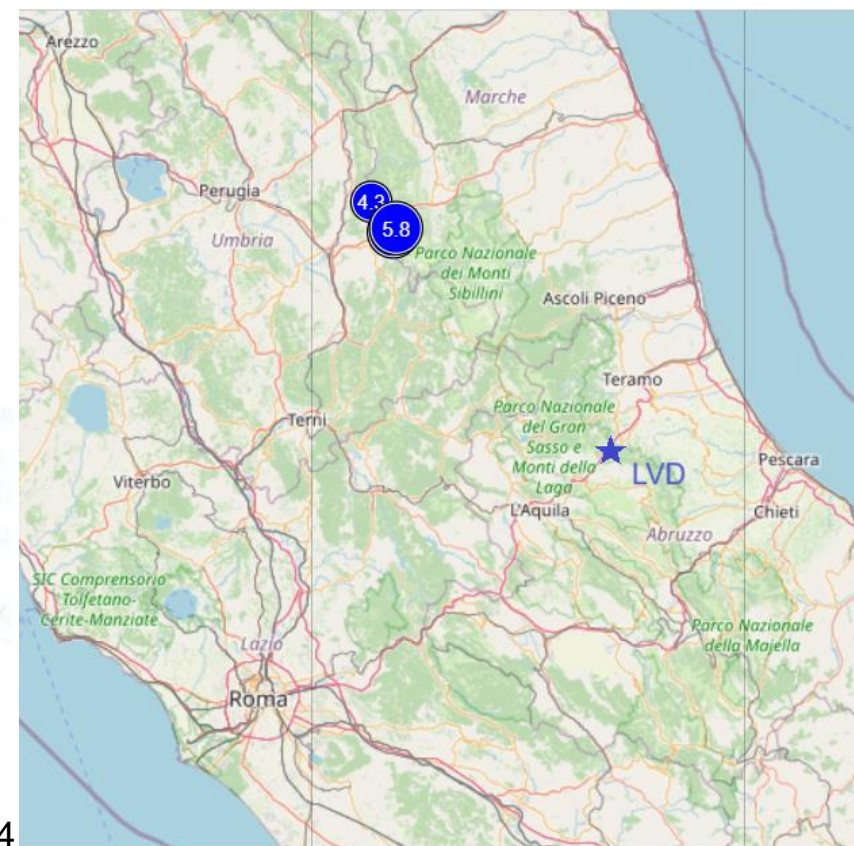 Arezzo
Marche
4.3
Perugia
5.8
Umbria
Parco Nazionale
dei Monti
Sibillini
Ascoli Piceno
Teramo
Parco Nazionale
del Gran
Sasso e
Monti della
Laga
Terni
LVD
Pescara
Viterbo
L'Aquila
Chieti
Abruzzo
SIC Comprensorio
Tolfetano-
Cerite-Manziate
Parco Nazionale
della Majella
Lazio
Roma
4